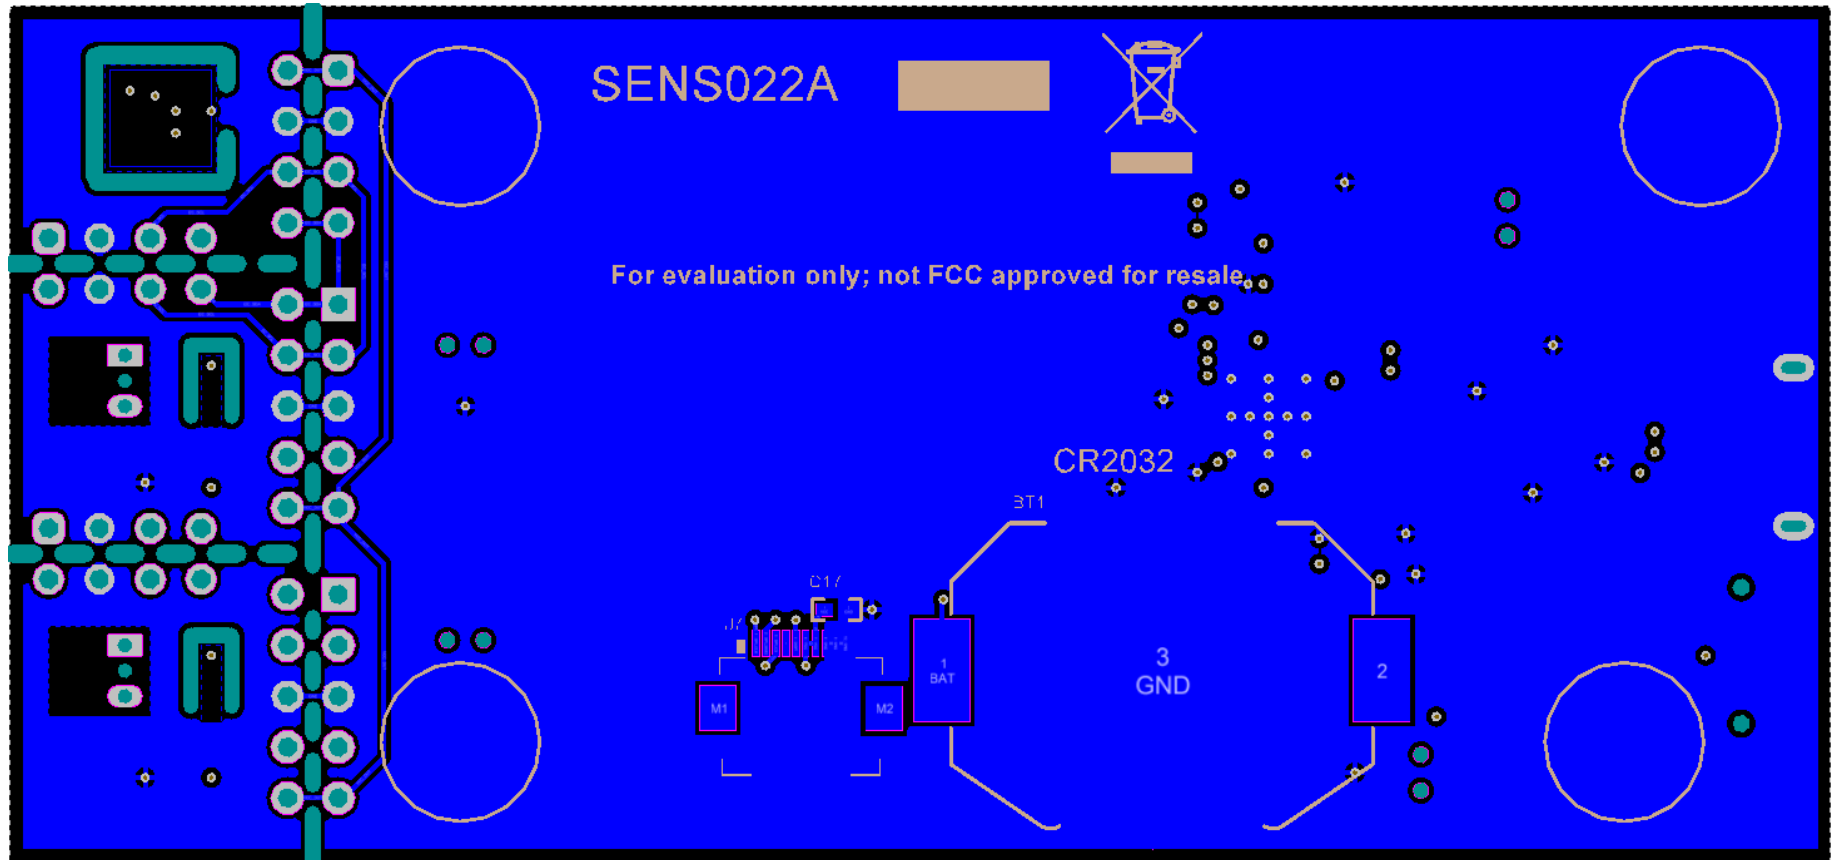 SENS022A
For evaluation only; not FCC approved for resale.
CR2032
BT1
C17
J7
1
BAT
3
GND
2
M1
M2